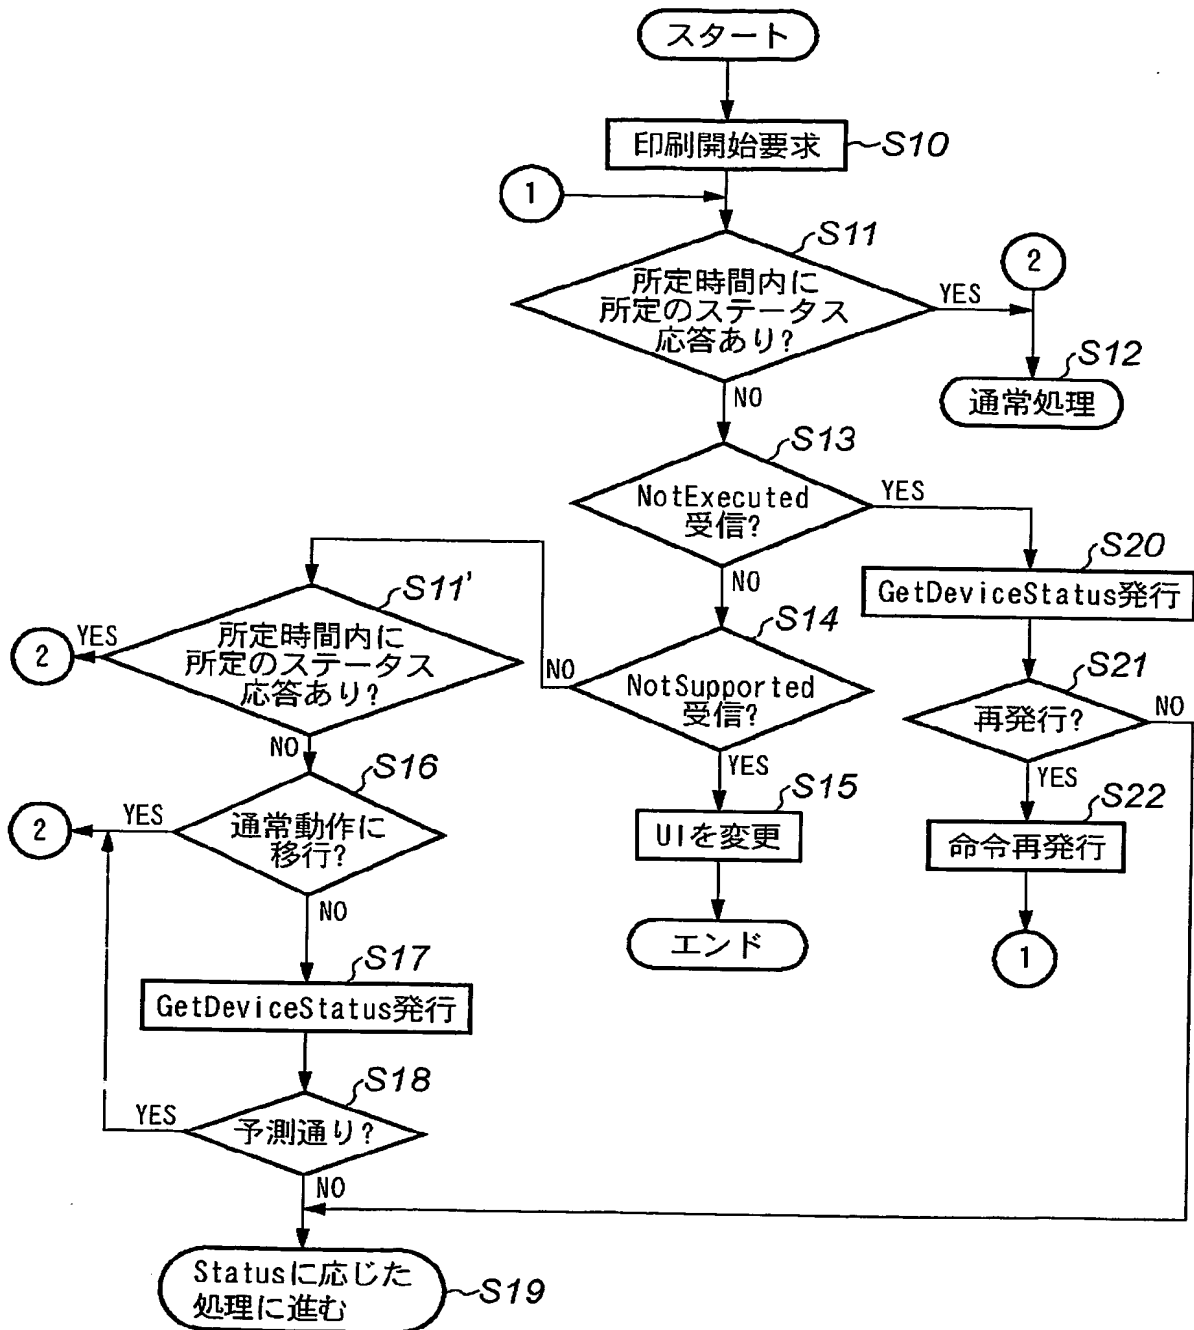 スタート
印刷開始要求
S10
1
S11
所定時間内に
所定のステータス
応答あり?
YES
2
NO
S12
通常処理
S13
NotExecuted
受信?
YES
NO
S20
GetDeviceStatus発行
S11'
所定時間内に
所定のステータス
応答あり?
YES
2
NO
S14
NotSupported
受信?
NO
YES
S21
再発行?
NO
YES
S16
通常動作に
移行?
YES
2
NO
S15
UIを変更
エンド
S22
命令再発行
1
S17
GetDeviceStatus発行
S18
予測通り?
YES
NO
Statusに応じた
処理に進む
S19